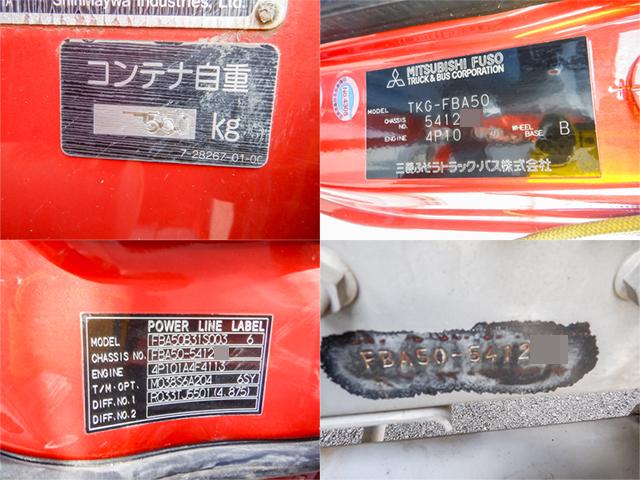 ShinMaywa Industries, Ltd.
コンテナ自重
kg
7-28267-01-00
MITSUBISHI FUSO
TRUCK & BUS CORPORATION
MODEL TKG-FBA50
CHASSIS NO. 5412
ENGINE 4P10 WHEEL BASE B
三菱ふそうトラック・バス株式会社
POWER LINE LABEL
MODEL FBA50B31S003 6
CHASSIS NO. FBA50-5412
ENGINE 4P10TA4-4113
T/M.OPT. M038S6A204 6SY
DIFF.NO.1 R033TJ5501(4.875)
DIFF.NO.2
FBA50-5412